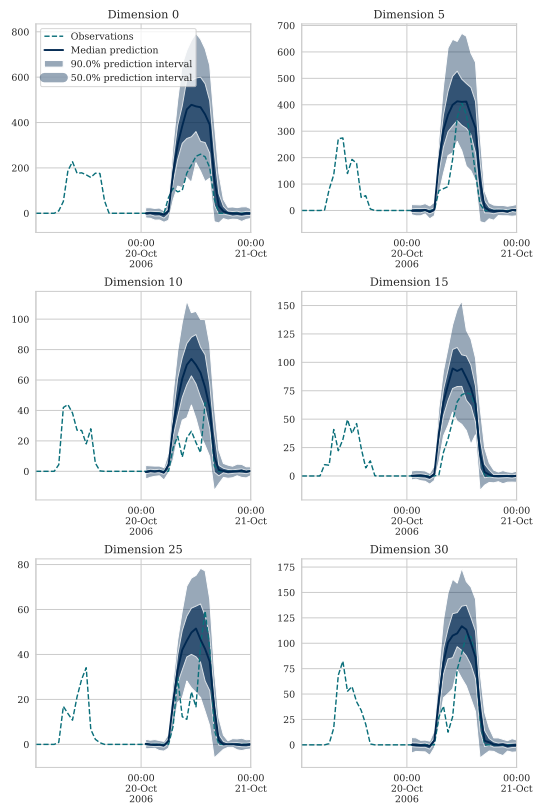 Dimension 0
800
600
400
200
0
Observations
Median prediction
90.0% prediction interval
50.0% prediction interval
00:00
20-Oct
2006
00:00
21-Oct
Dimension 5
700
600
500
400
300
200
100
0
00:00
20-Oct
2006
00:00
21-Oct
Dimension 10
100
80
60
40
20
0
00:00
20-Oct
2006
00:00
21-Oct
Dimension 15
150
125
100
75
50
25
0
00:00
20-Oct
2006
00:00
21-Oct
Dimension 25
80
60
40
20
0
00:00
20-Oct
2006
00:00
21-Oct
Dimension 30
175
150
125
100
75
50
25
0
00:00
20-Oct
2006
00:00
21-Oct